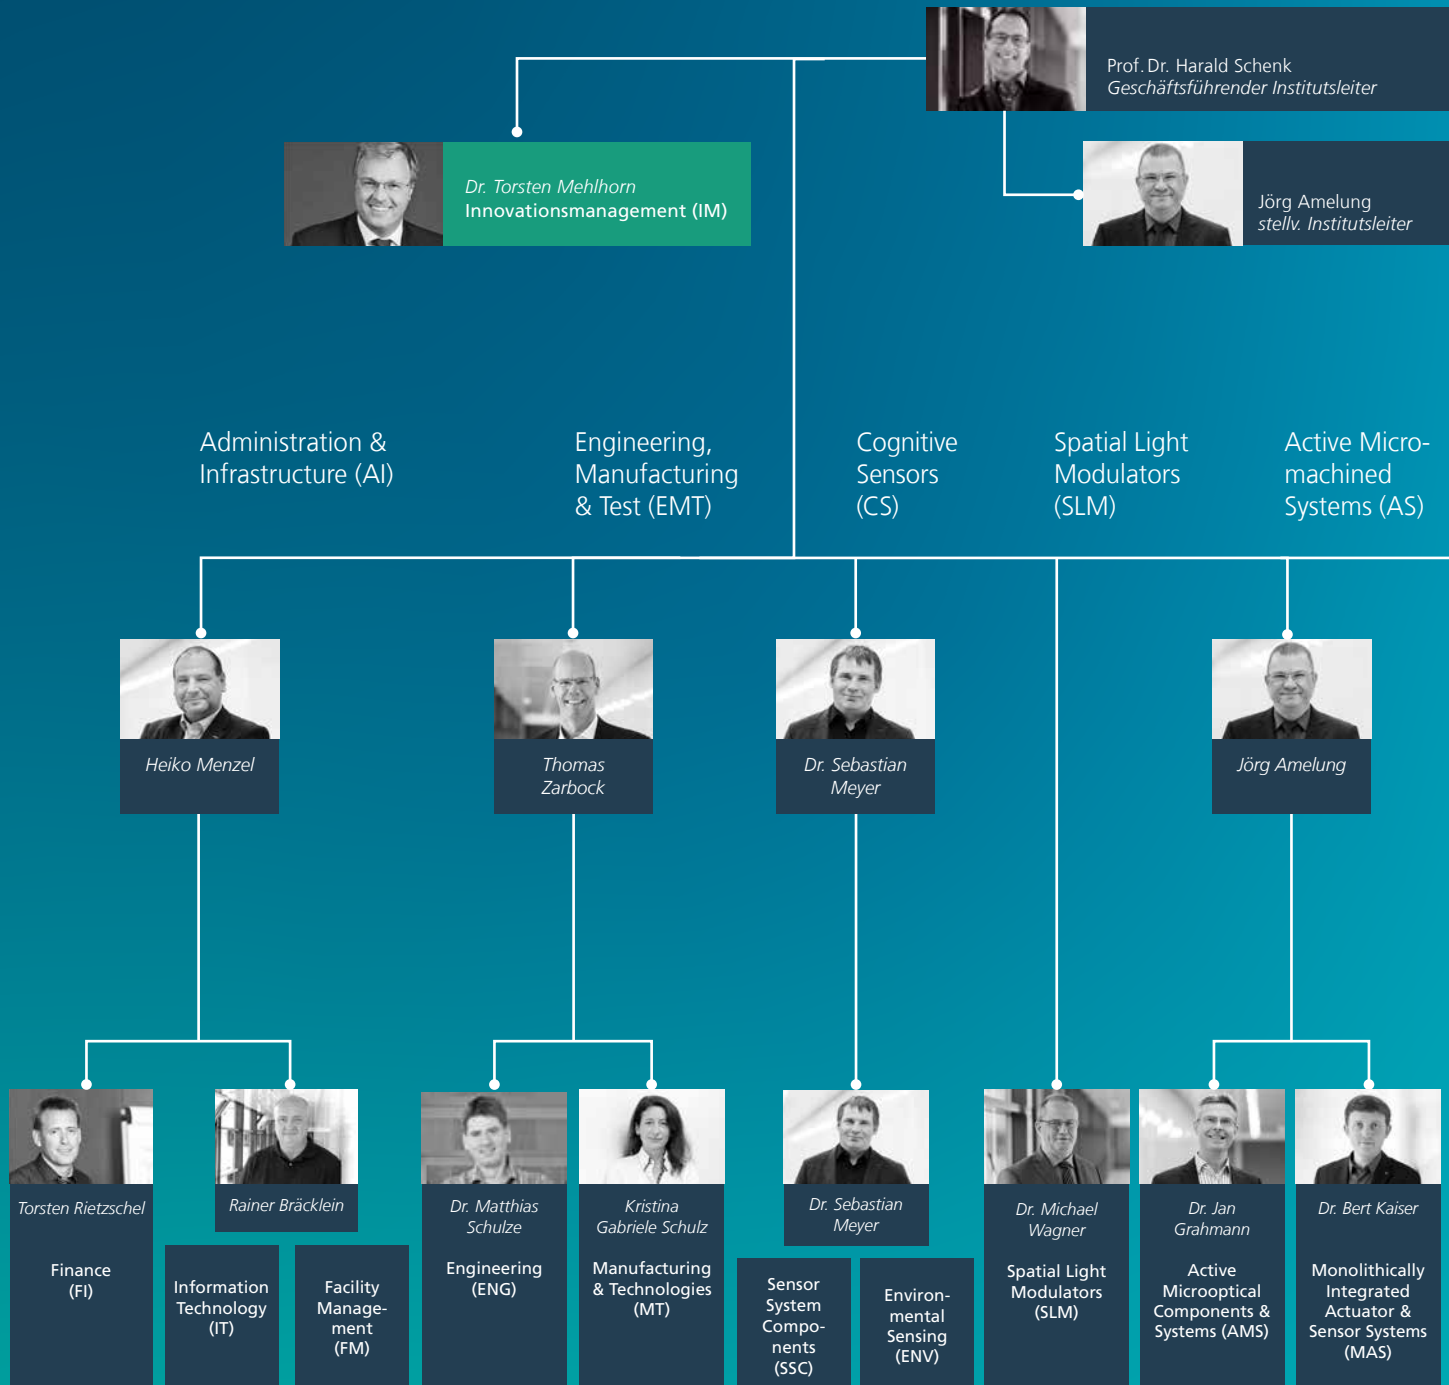 Prof. Dr. Harald Schenk
Geschäftsführender Institutsleiter
Dr. Torsten Mehlhorn
Innovationsmanagement (IM)
Jörg Amelung
stellv. Institutsleiter
Administration &
Infrastructure (AI)
Engineering,
Manufacturing
& Test (EMT)
Cognitive
Sensors
(CS)
Spatial Light
Modulators
(SLM)
Active Micro-
machined
Systems (AS)
Heiko Menzel
Thomas
Zarbock
Dr. Sebastian
Meyer
Jörg Amelung
Torsten Rietzschel
Finance
(FI)
Rainer Bräcklein
Information
Technology
(IT)
Facility
Manage-
ment
(FM)
Dr. Matthias
Schulze
Engineering
(ENG)
Kristina
Gabriele Schulz
Manufacturing
& Technologies
(MT)
Dr. Sebastian
Meyer
Sensor
System
Compo-
nents
(SSC)
Environ-
mental
Sensing
(ENV)
Dr. Michael
Wagner
Spatial Light
Modulators
(SLM)
Dr. Jan
Grahmann
Active
Microoptical
Components &
Systems (AMS)
Dr. Bert Kaiser
Monolithically
Integrated
Actuator &
Sensor Systems
(MAS)